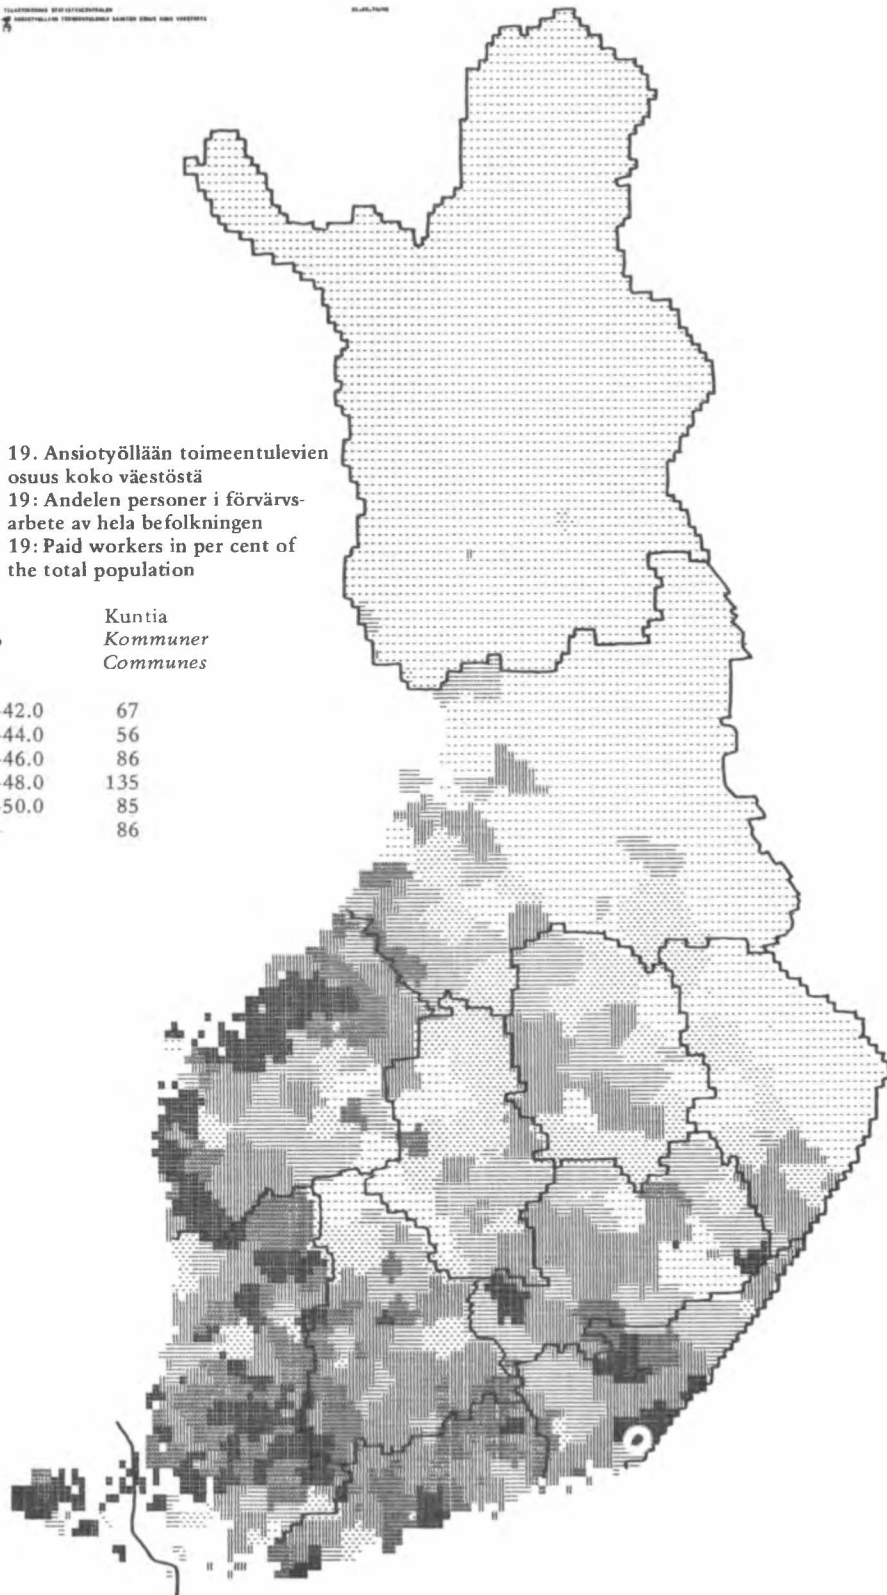 TILASTOKESKUS STATISTIKCENTRALEN
19. Ansiotyöllään toimeentulevien
osuus koko väestöstä
19: Andelen personer i förvärvs-
arbete av hela befolkningen
19: Paid workers in per cent of
the total population
Kuntia
Kommuner
Communes
-42.0 67
-44.0 56
-46.0 86
-48.0 135
-50.0 85
86